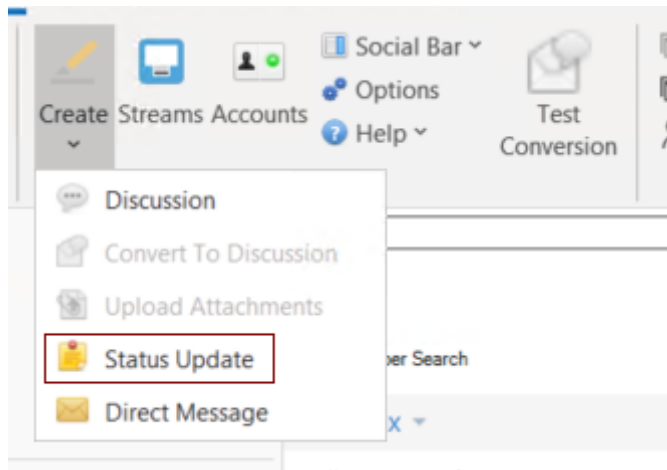 Create
Streams
Accounts
Social Bar
Options
Help
Test
Conversion
Discussion
Convert To Discussion
Upload Attachments
Status Update
Direct Message
Search
x